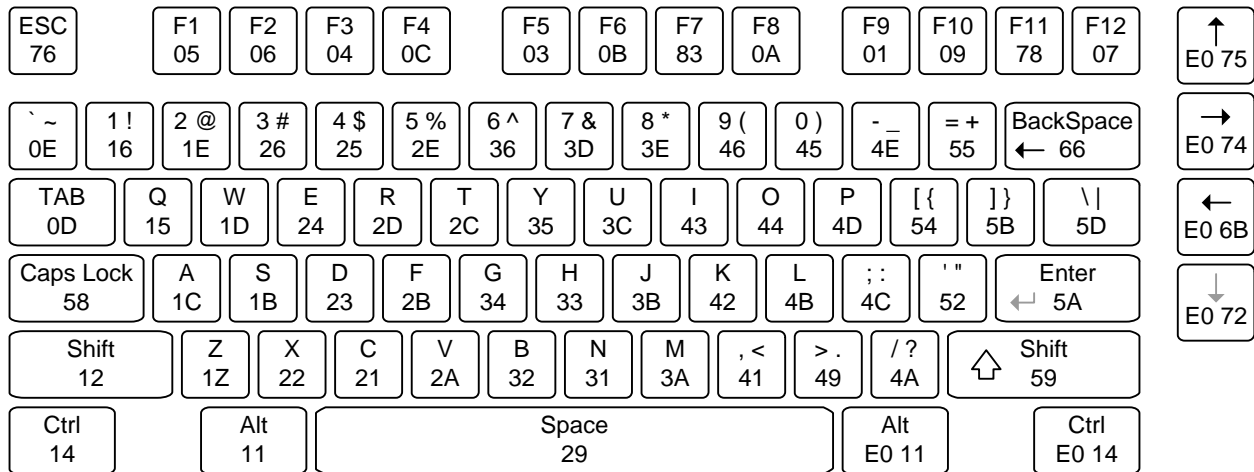 ESC F1 F2 F3 F4 F5 F6 F7 F8 F9 F10 F11 F12
76 05 06 04 0C 03 0B 83 0A 01 09 78 07
↑
E0 75
` ~ 1 ! 2 @ 3 # 4 $ 5 % 6 ^ 7 & 8 * 9 ( 0 ) - _ = + BackSpace
0E 16 1E 26 25 2E 36 3D 3E 46 45 4E 55 ← 66
→
E0 74
TAB Q W E R T Y U I O P [ { ] } \ |
0D 15 1D 24 2D 2C 35 3C 43 44 4D 54 5B 5D
←
E0 6B
Caps Lock A S D F G H J K L ; : ' " Enter
58 1C 1B 23 2B 34 33 3B 42 4B 4C 52 ↵ 5A
↓
E0 72
Shift Z X C V B N M , < > . / ? ⇧ Shift
12 1Z 22 21 2A 32 31 3A 41 49 4A 59
Ctrl Alt Space Alt Ctrl
14 11 29 E0 11 E0 14